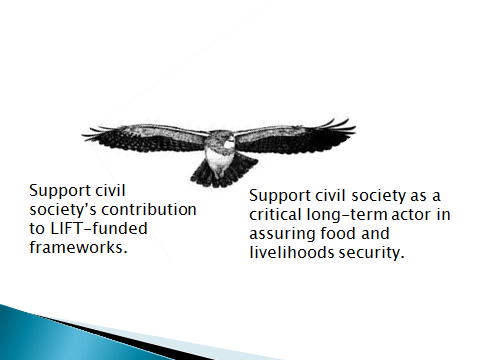 Support civil
society's contribution
to LIFT-funded
frameworks.
Support civil society as a
critical long-term actor in
assuring food and
livelihoods security.